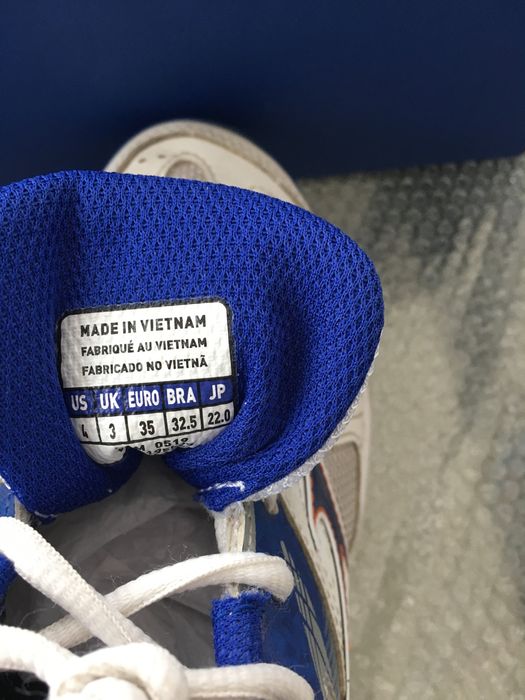 MADE IN VIETNAM
FABRIQUÉ AU VIETNAM
FABRICADO NO VIETNÃ
US UK EURO BRA JP
4 3 35 32.5 22.0
0519